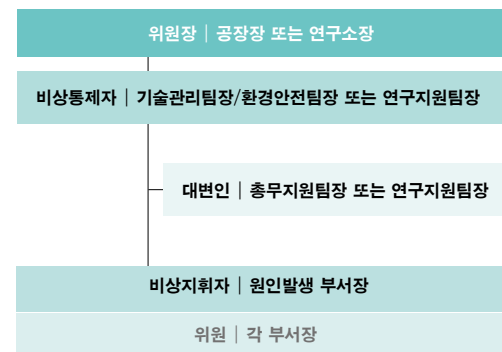 위원장 | 공장장 또는 연구소장
비상통제자 | 기술관리팀장/환경안전팀장 또는 연구지원팀장
대변인 | 총무지원팀장 또는 연구지원팀장
비상지휘자 | 원인발생 부서장
위원 | 각 부서장